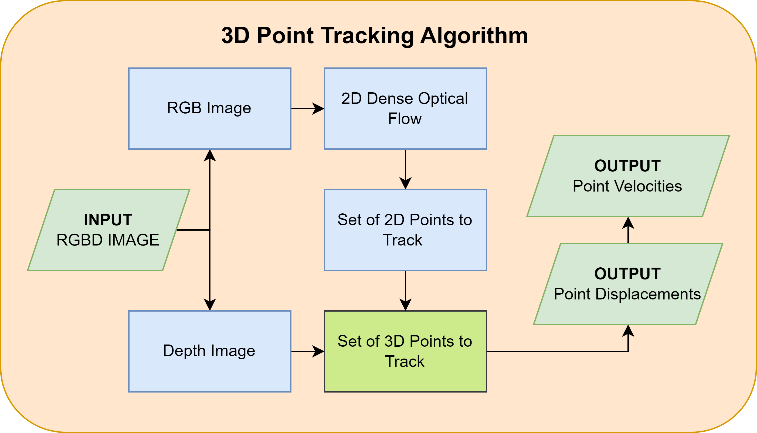 3D Point Tracking Algorithm
RGB Image
2D Dense Optical
Flow
OUTPUT
Point Velocities
INPUT
RGBD IMAGE
Set of 2D Points to
Track
OUTPUT
Point Displacements
Depth Image
Set of 3D Points to
Track